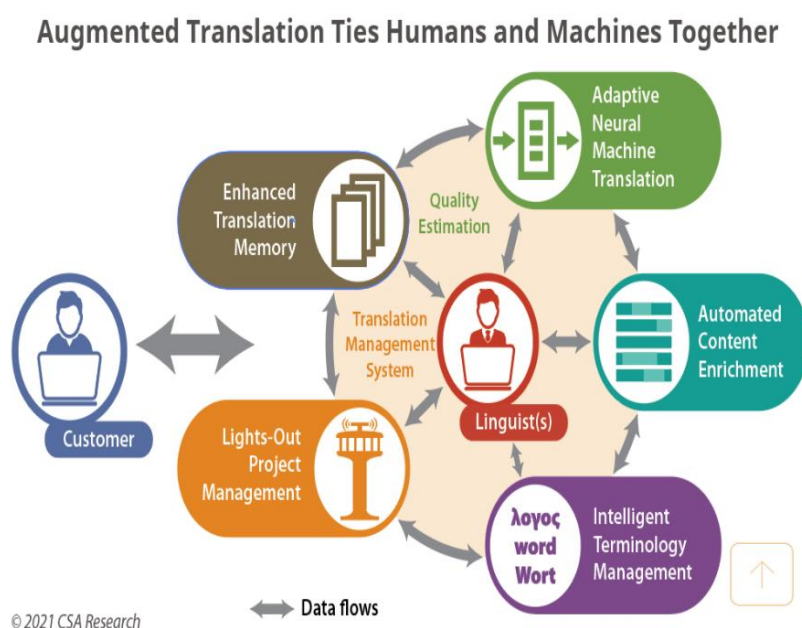 Augmented Translation Ties Humans and Machines Together
Adaptive
Neural
Machine
Translation
Enhanced
Translation
Memory
Quality
Estimation
Translation
Management
System
Automated
Content
Enrichment
Customer
Linguist(s)
Lights-Out
Project
Management
λογος
word
Wort
Intelligent
Terminology
Management
Data flows
© 2021 CSA Research